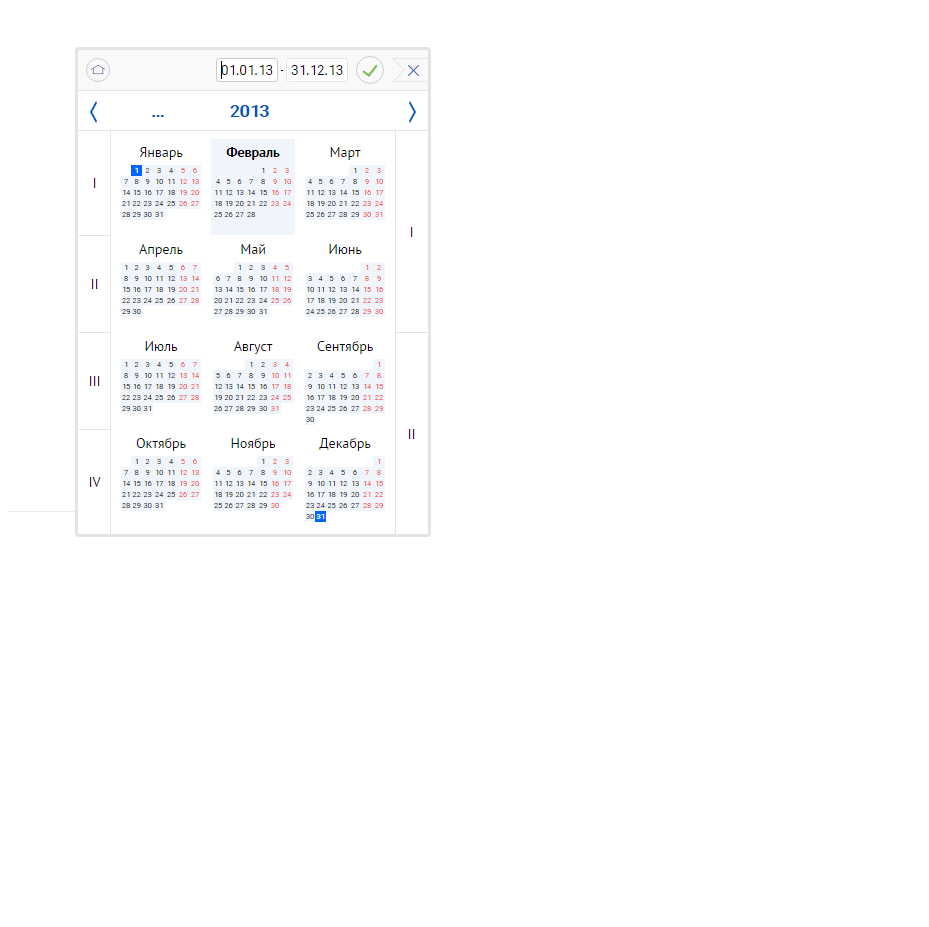 01.01.13 - 31.12.13
... 2013
Январь Февраль Март
1 2 3 4 5 6 1 2 3 1 2 3
7 8 9 10 11 12 13 4 5 6 7 8 9 10 4 5 6 7 8 9 10
I
14 15 16 17 18 19 20 11 12 13 14 15 16 17 11 12 13 14 15 16 17
21 22 23 24 25 26 27 18 19 20 21 22 23 24 18 19 20 21 22 23 24
28 29 30 31 25 26 27 28 25 26 27 28 29 30 31
I
Апрель Май Июнь
1 2 3 4 5 6 7 1 2 3 4 5 1 2
8 9 10 11 12 13 14 6 7 8 9 10 11 12 3 4 5 6 7 8 9
II
15 16 17 18 19 20 21 13 14 15 16 17 18 19 10 11 12 13 14 15 16
22 23 24 25 26 27 28 20 21 22 23 24 25 26 17 18 19 20 21 22 23
29 30 27 28 29 30 31 24 25 26 27 28 29 30
Июль Август Сентябрь
1 2 3 4 5 6 7 1 2 3 4 1
8 9 10 11 12 13 14 5 6 7 8 9 10 11 2 3 4 5 6 7 8
III
15 16 17 18 19 20 21 12 13 14 15 16 17 18 9 10 11 12 13 14 15
22 23 24 25 26 27 28 19 20 21 22 23 24 25 16 17 18 19 20 21 22
29 30 31 26 27 28 29 30 31 23 24 25 26 27 28 29
30
II
Октябрь Ноябрь Декабрь
1 2 3 4 5 6 1 2 3 1
7 8 9 10 11 12 13 4 5 6 7 8 9 10 2 3 4 5 6 7 8
IV
14 15 16 17 18 19 20 11 12 13 14 15 16 17 9 10 11 12 13 14 15
21 22 23 24 25 26 27 18 19 20 21 22 23 24 16 17 18 19 20 21 22
28 29 30 31 25 26 27 28 29 30 23 24 25 26 27 28 29
30 31